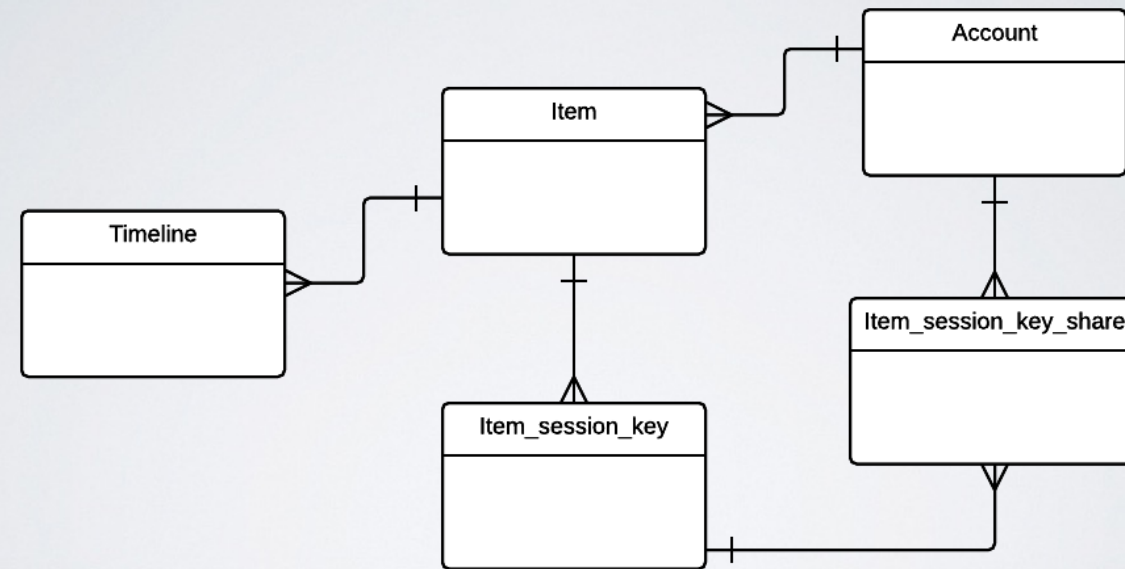 Account
Item
Timeline
Item_session_key_share
Item_session_key